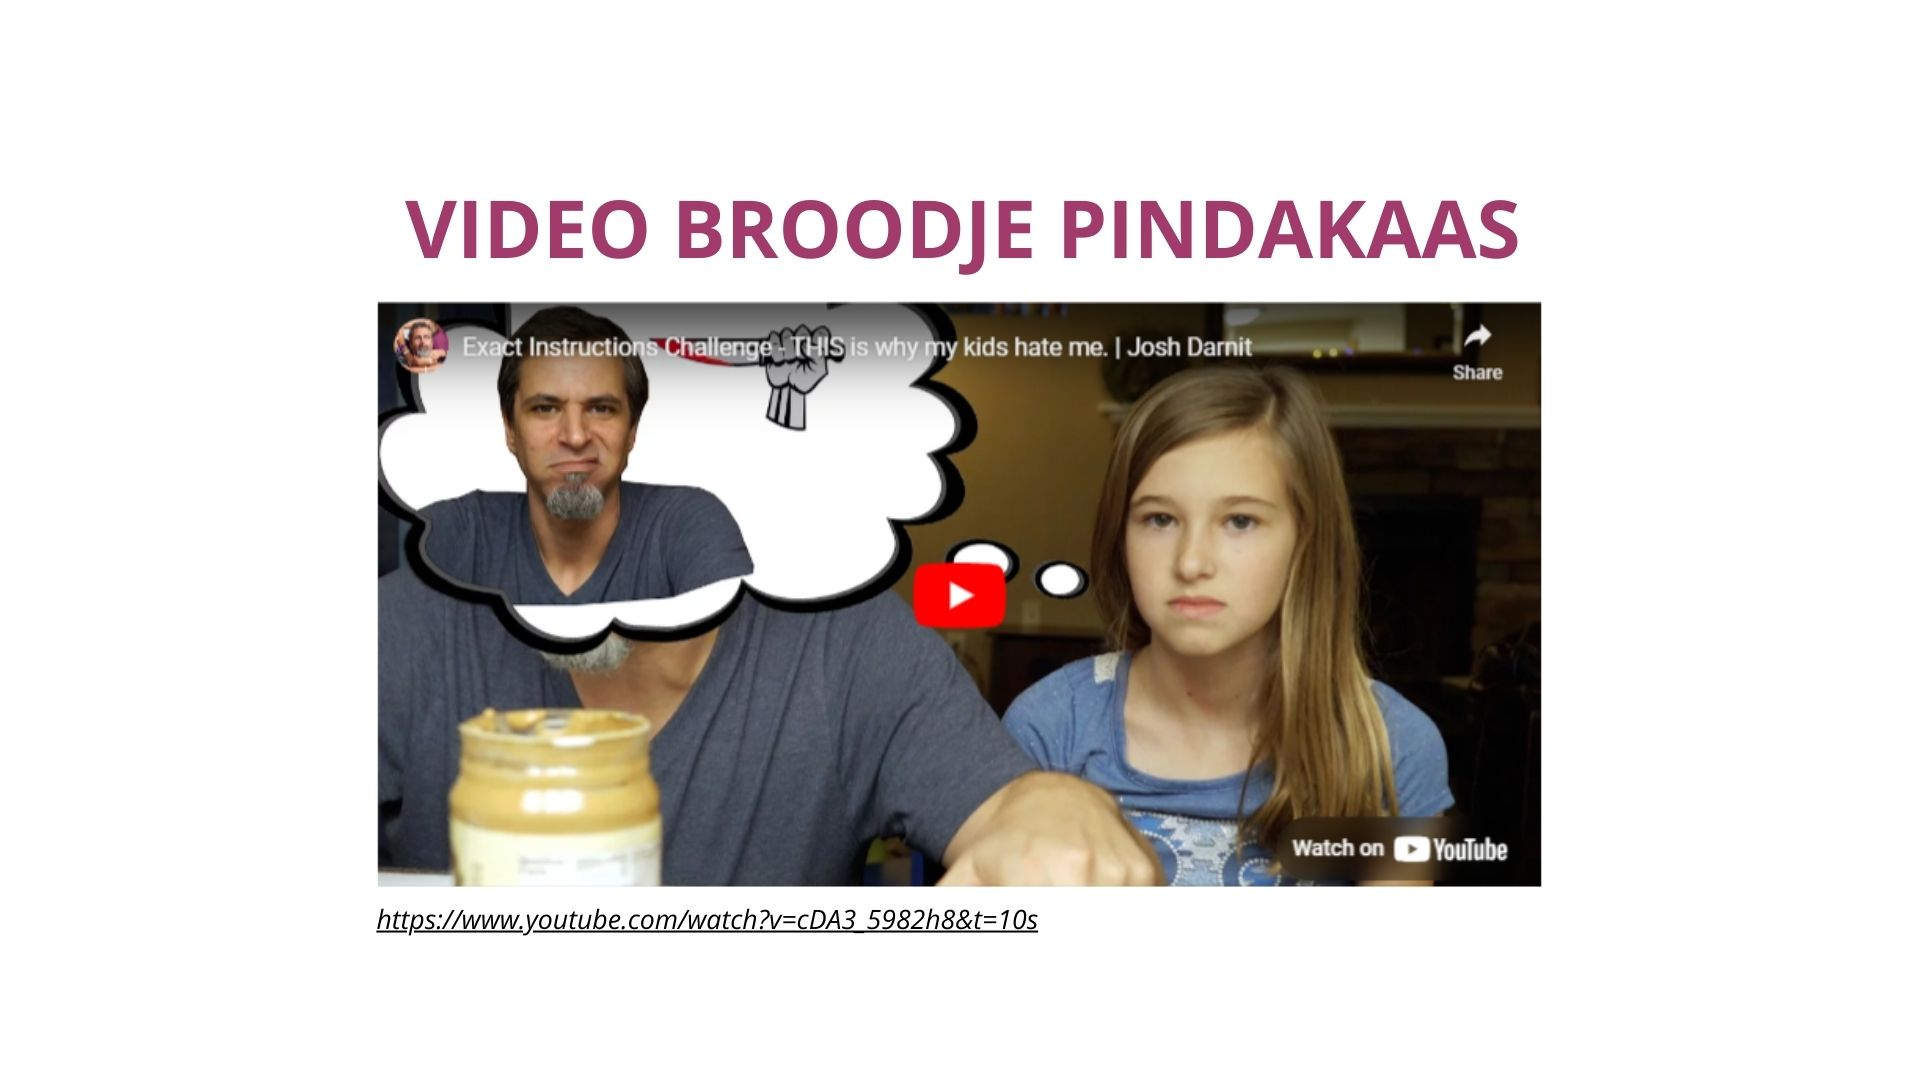 VIDEO BROODJE PINDAKAAS
Exact Instructions Challenge - THIS is why my kids hate me. | Josh Darnit
Share
Watch on YouTube
https://www.youtube.com/watch?v=cDA3_5982h8&t=10s